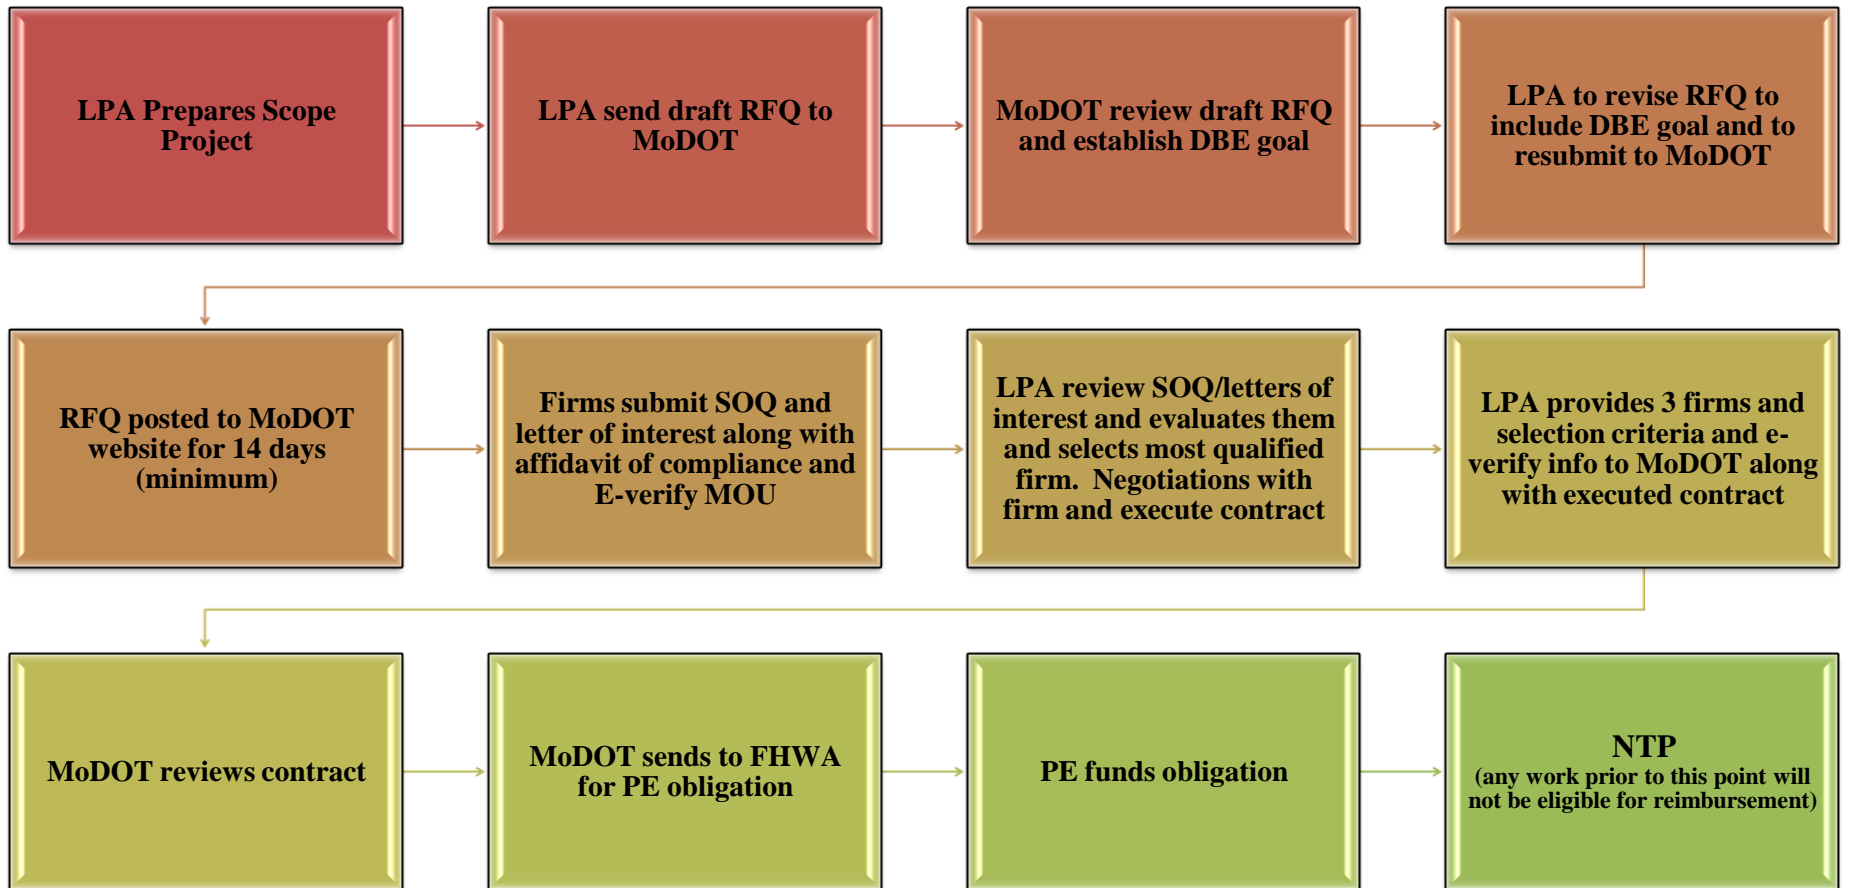 LPA Prepares Scope
Project
LPA send draft RFQ to
MoDOT
MoDOT review draft RFQ
and establish DBE goal
LPA to revise RFQ to
include DBE goal and to
resubmit to MoDOT
RFQ posted to MoDOT
website for 14 days
(minimum)
Firms submit SOQ and
letter of interest along with
affidavit of compliance and
E-verify MOU
LPA review SOQ/letters of
interest and evaluates them
and selects most qualified
firm.  Negotiations with
firm and execute contract
LPA provides 3 firms and
selection criteria and e-
verify info to MoDOT along
with executed contract
MoDOT reviews contract
MoDOT sends to FHWA
for PE obligation
PE funds obligation
NTP
(any work prior to this point will
not be eligible for reimbursement)